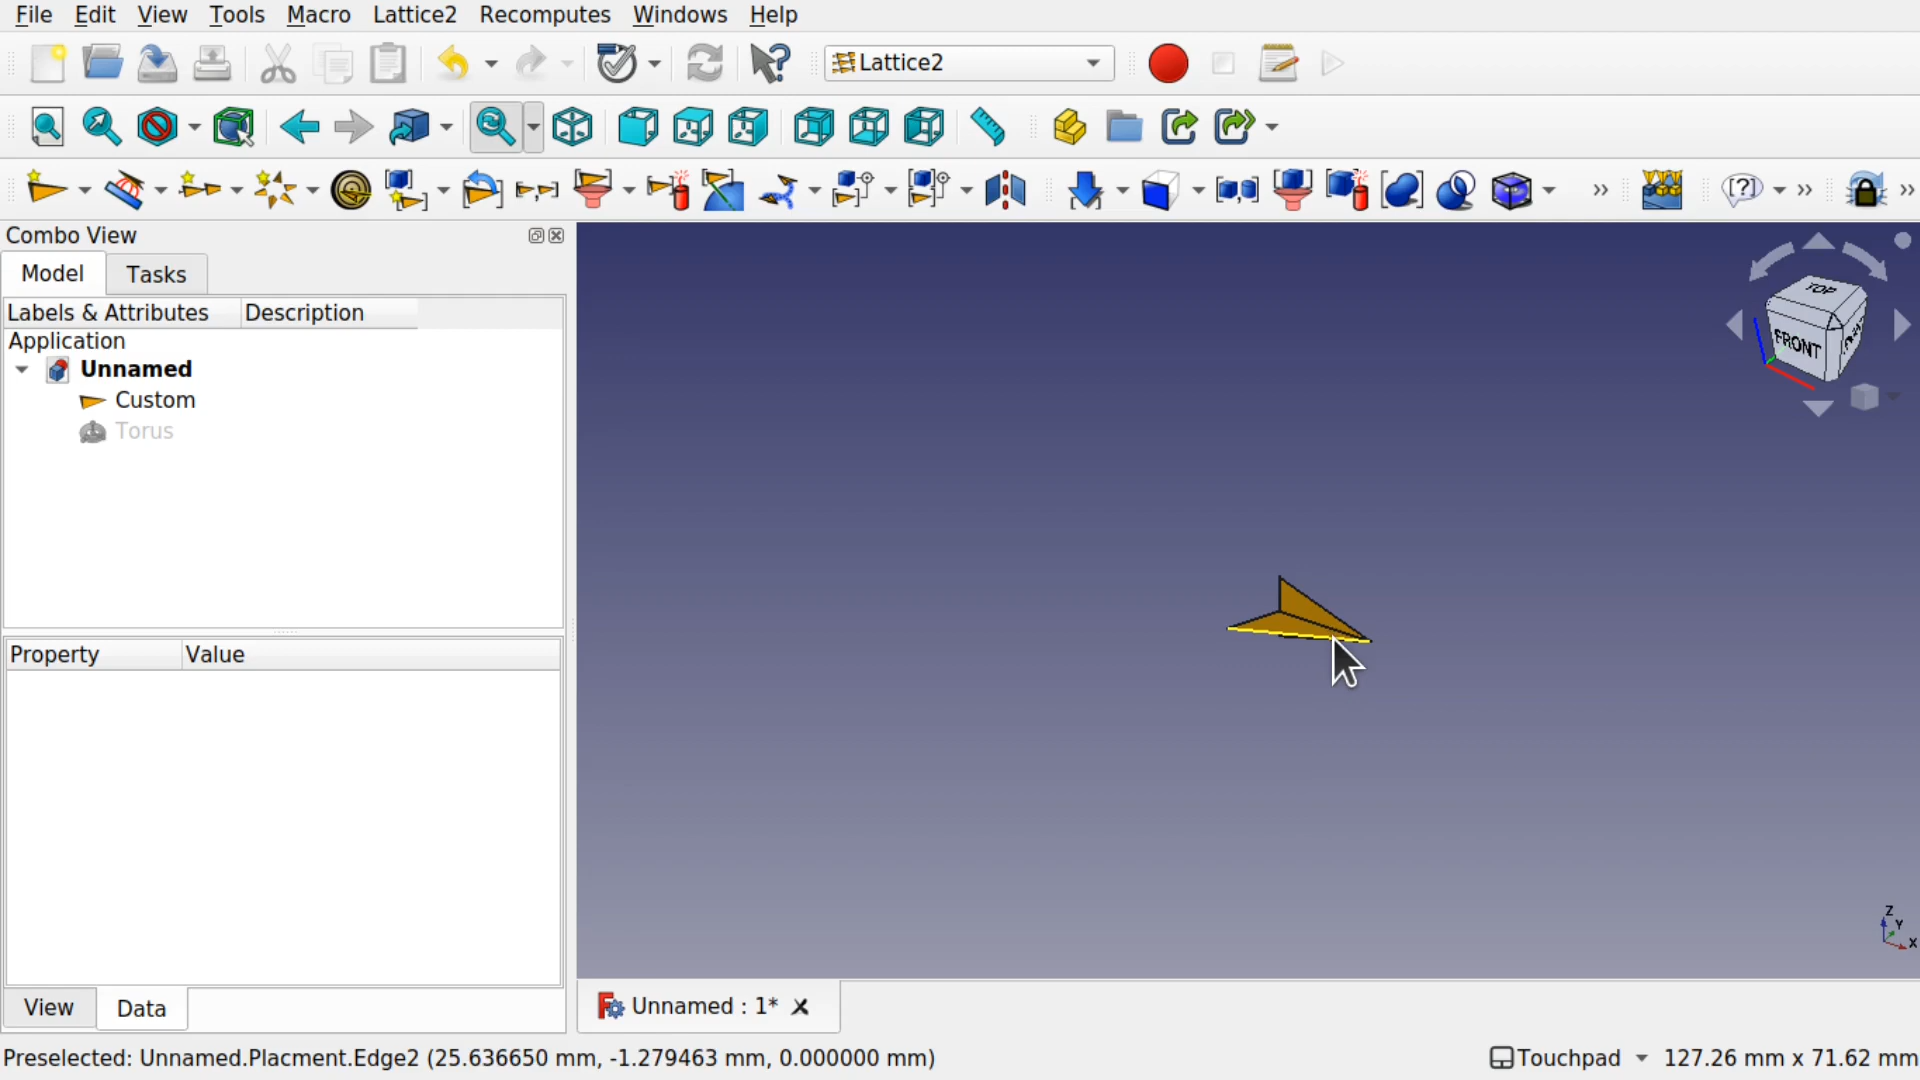 File Edit View Tools Macro Lattice2 Recomputes Windows Help
Lattice2
[?]
Combo View
Model Tasks
Labels & Attributes Description
Application
Unnamed
Custom
Torus
Property Value
View Data
TOP
FRONT
Z
Y
X
Unnamed : 1*
Preselected: Unnamed.Placment.Edge2 (25.636650 mm, -1.279463 mm, 0.000000 mm)
Touchpad 127.26 mm x 71.62 mm